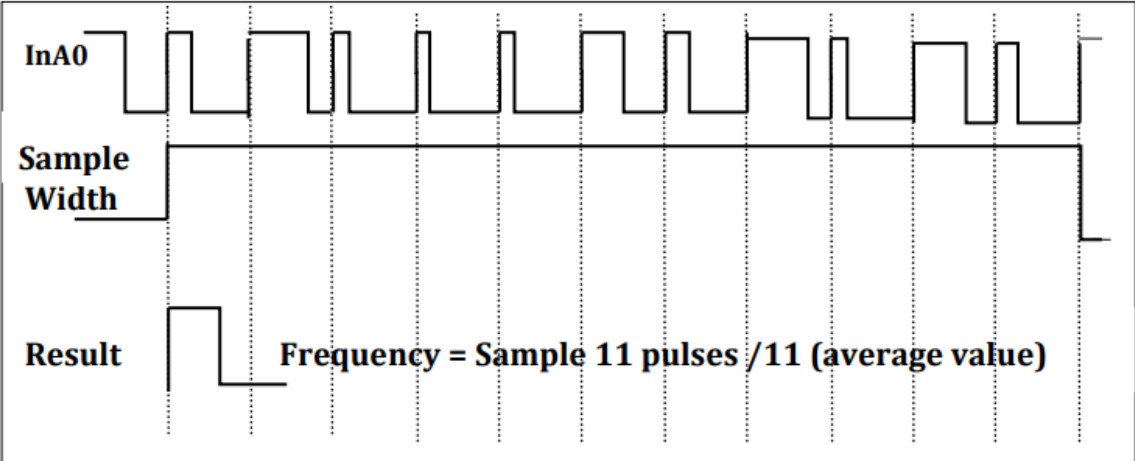 InA0
Sample
Width
Result
Frequency = Sample 11 pulses /11 (average value)